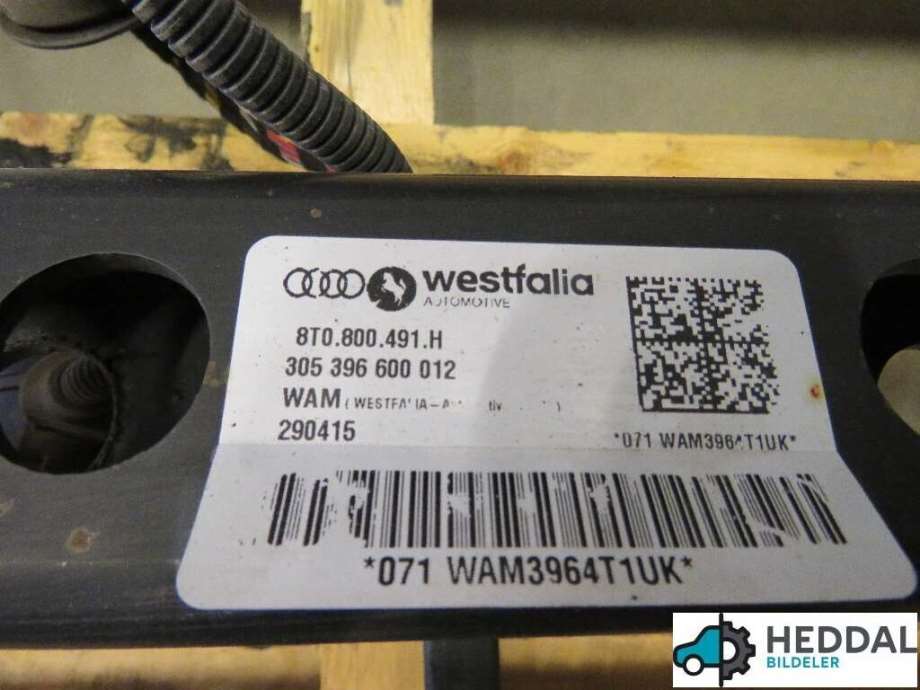 westfalia
AUTOMOTIVE
8T0.800.491.H
305 396 600 012
WAM
290415
*071 WAM3964T1UK*
*071 WAM3964T1UK*
HEDDAL
BILDELER